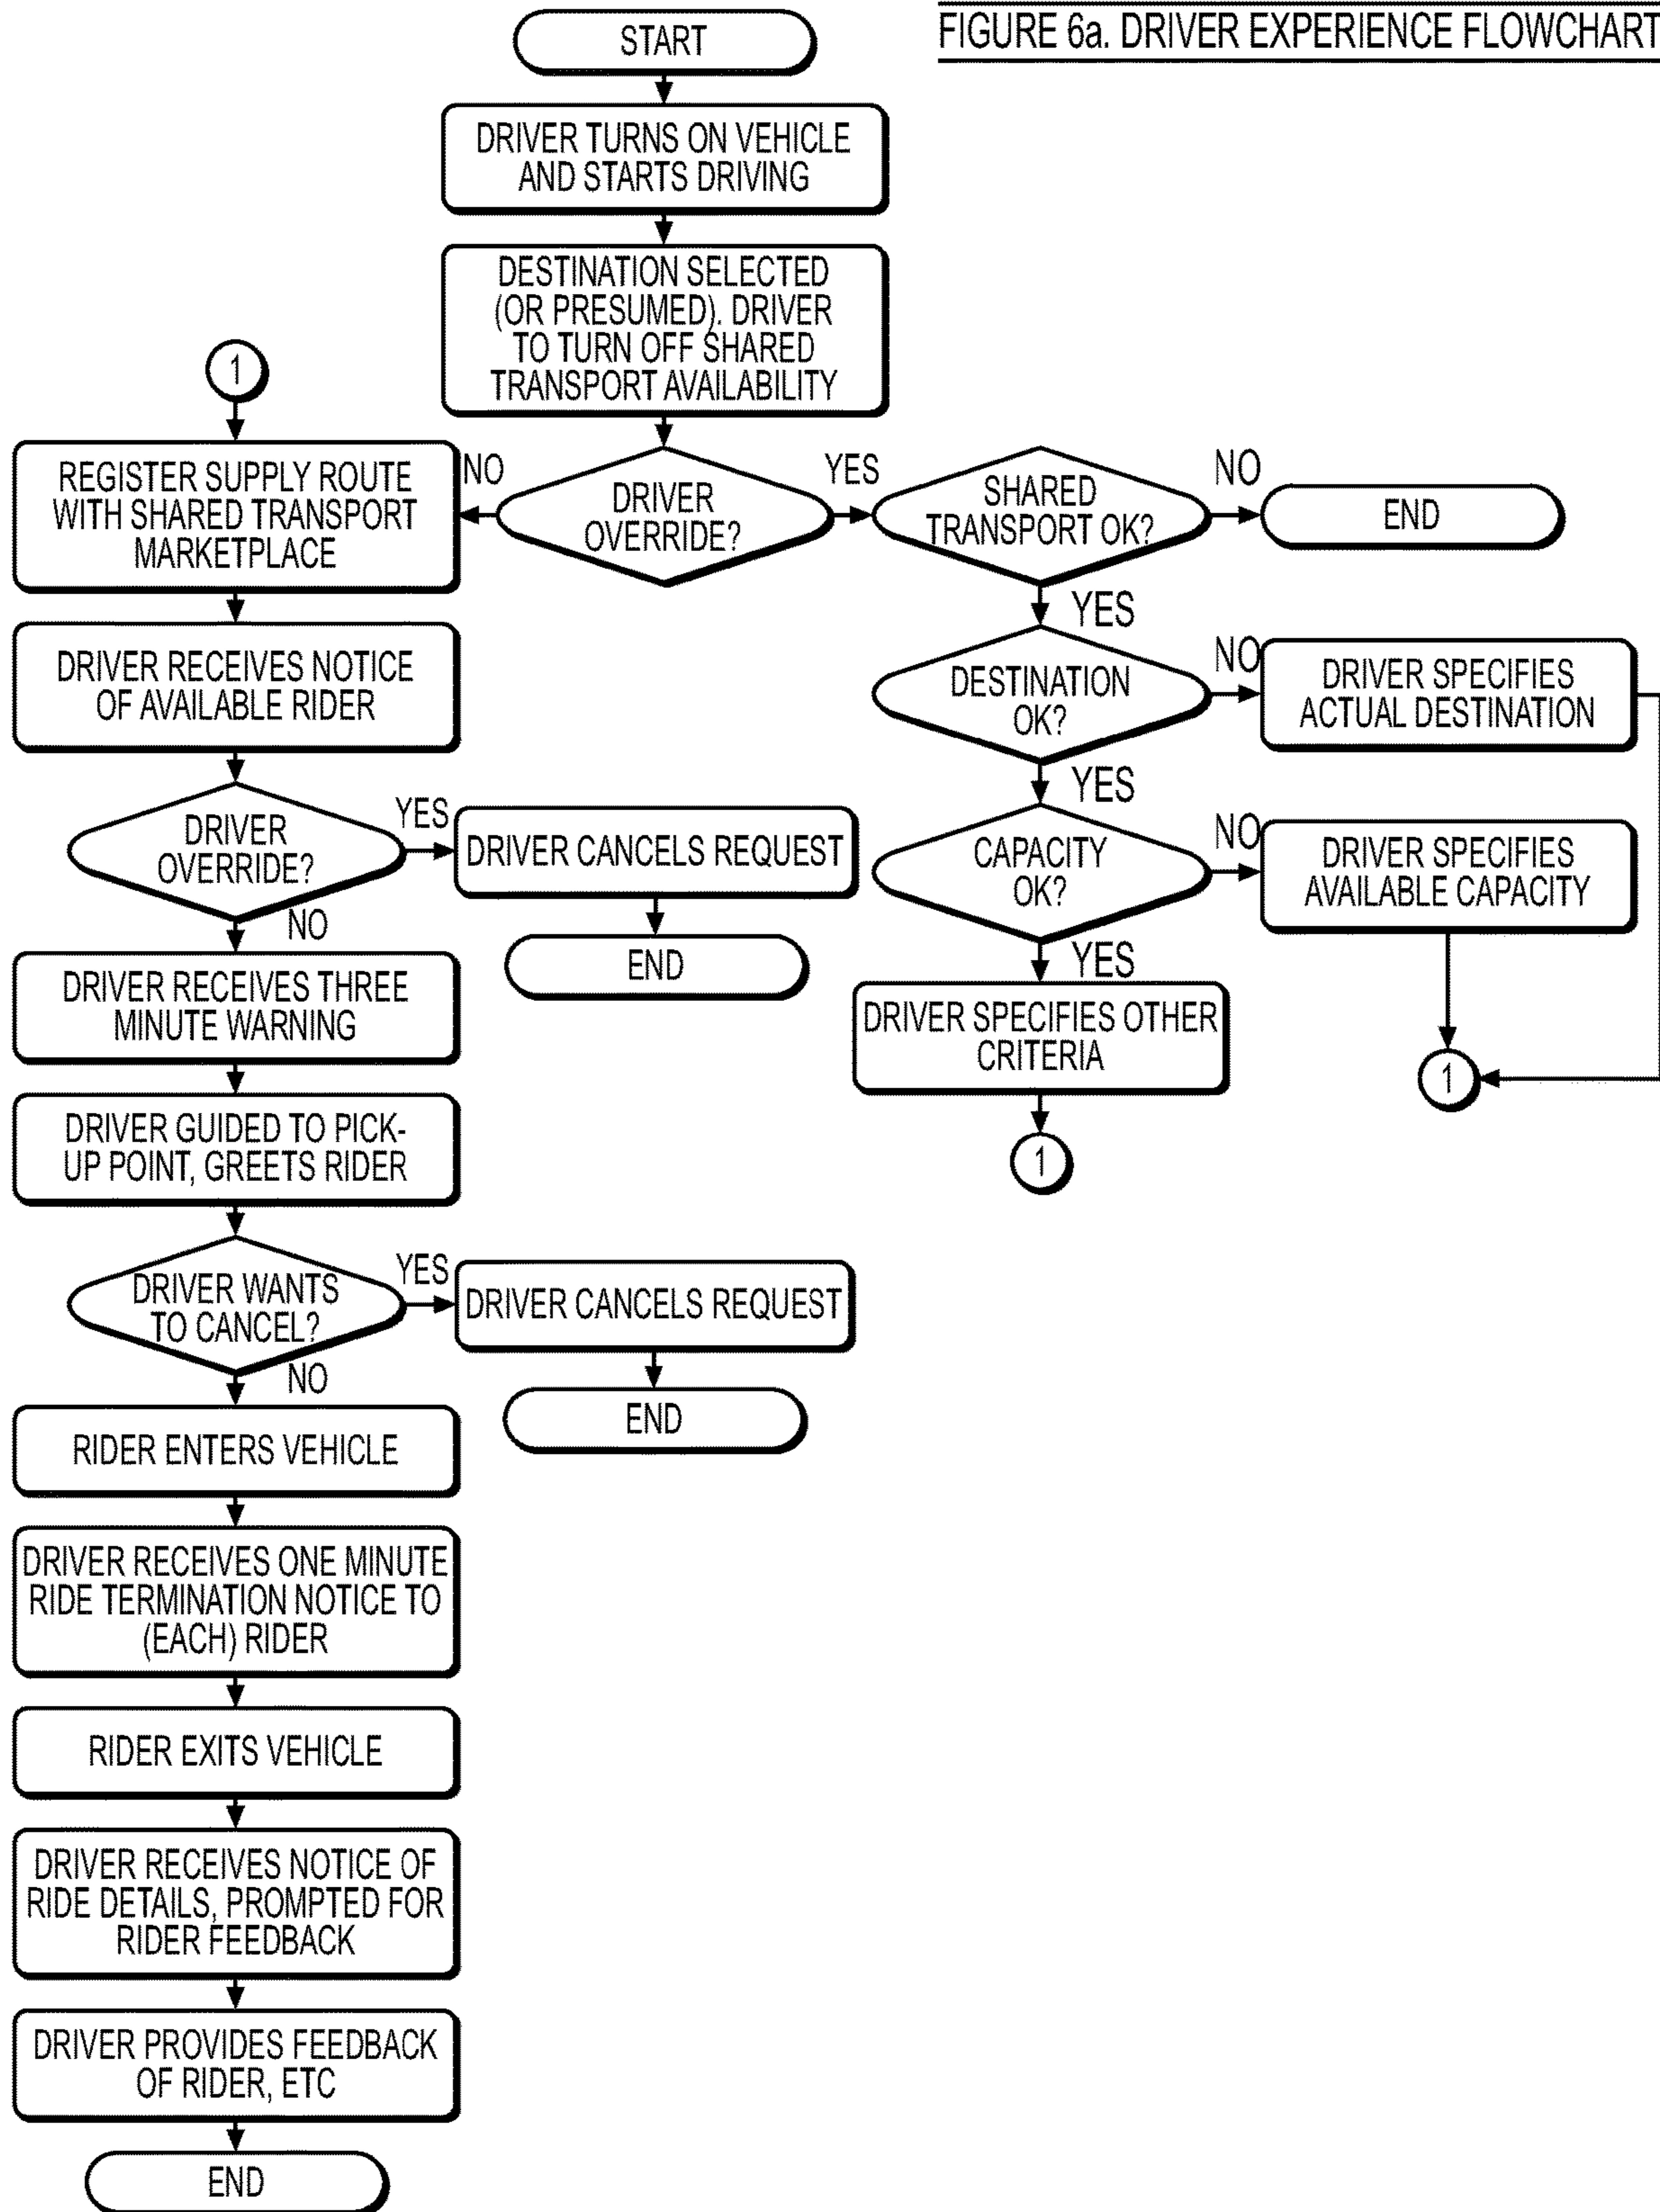 FIGURE 6a. DRIVER EXPERIENCE FLOWCHART
START
DRIVER TURNS ON VEHICLE
AND STARTS DRIVING
DESTINATION SELECTED
(OR PRESUMED). DRIVER
TO TURN OFF SHARED
TRANSPORT AVAILABILITY
DRIVER
OVERRIDE?
NO
YES
SHARED
TRANSPORT OK?
NO
END
YES
DESTINATION
OK?
NO
DRIVER SPECIFIES
ACTUAL DESTINATION
YES
CAPACITY
OK?
NO
DRIVER SPECIFIES
AVAILABLE CAPACITY
1
YES
DRIVER SPECIFIES OTHER
CRITERIA
1
1
REGISTER SUPPLY ROUTE
WITH SHARED TRANSPORT
MARKETPLACE
DRIVER RECEIVES NOTICE
OF AVAILABLE RIDER
DRIVER
OVERRIDE?
YES
DRIVER CANCELS REQUEST
END
NO
DRIVER RECEIVES THREE
MINUTE WARNING
DRIVER GUIDED TO PICK-
UP POINT, GREETS RIDER
DRIVER WANTS
TO CANCEL?
YES
DRIVER CANCELS REQUEST
END
NO
RIDER ENTERS VEHICLE
DRIVER RECEIVES ONE MINUTE
RIDE TERMINATION NOTICE TO
(EACH) RIDER
RIDER EXITS VEHICLE
DRIVER RECEIVES NOTICE OF
RIDE DETAILS, PROMPTED FOR
RIDER FEEDBACK
DRIVER PROVIDES FEEDBACK
OF RIDER, ETC
END